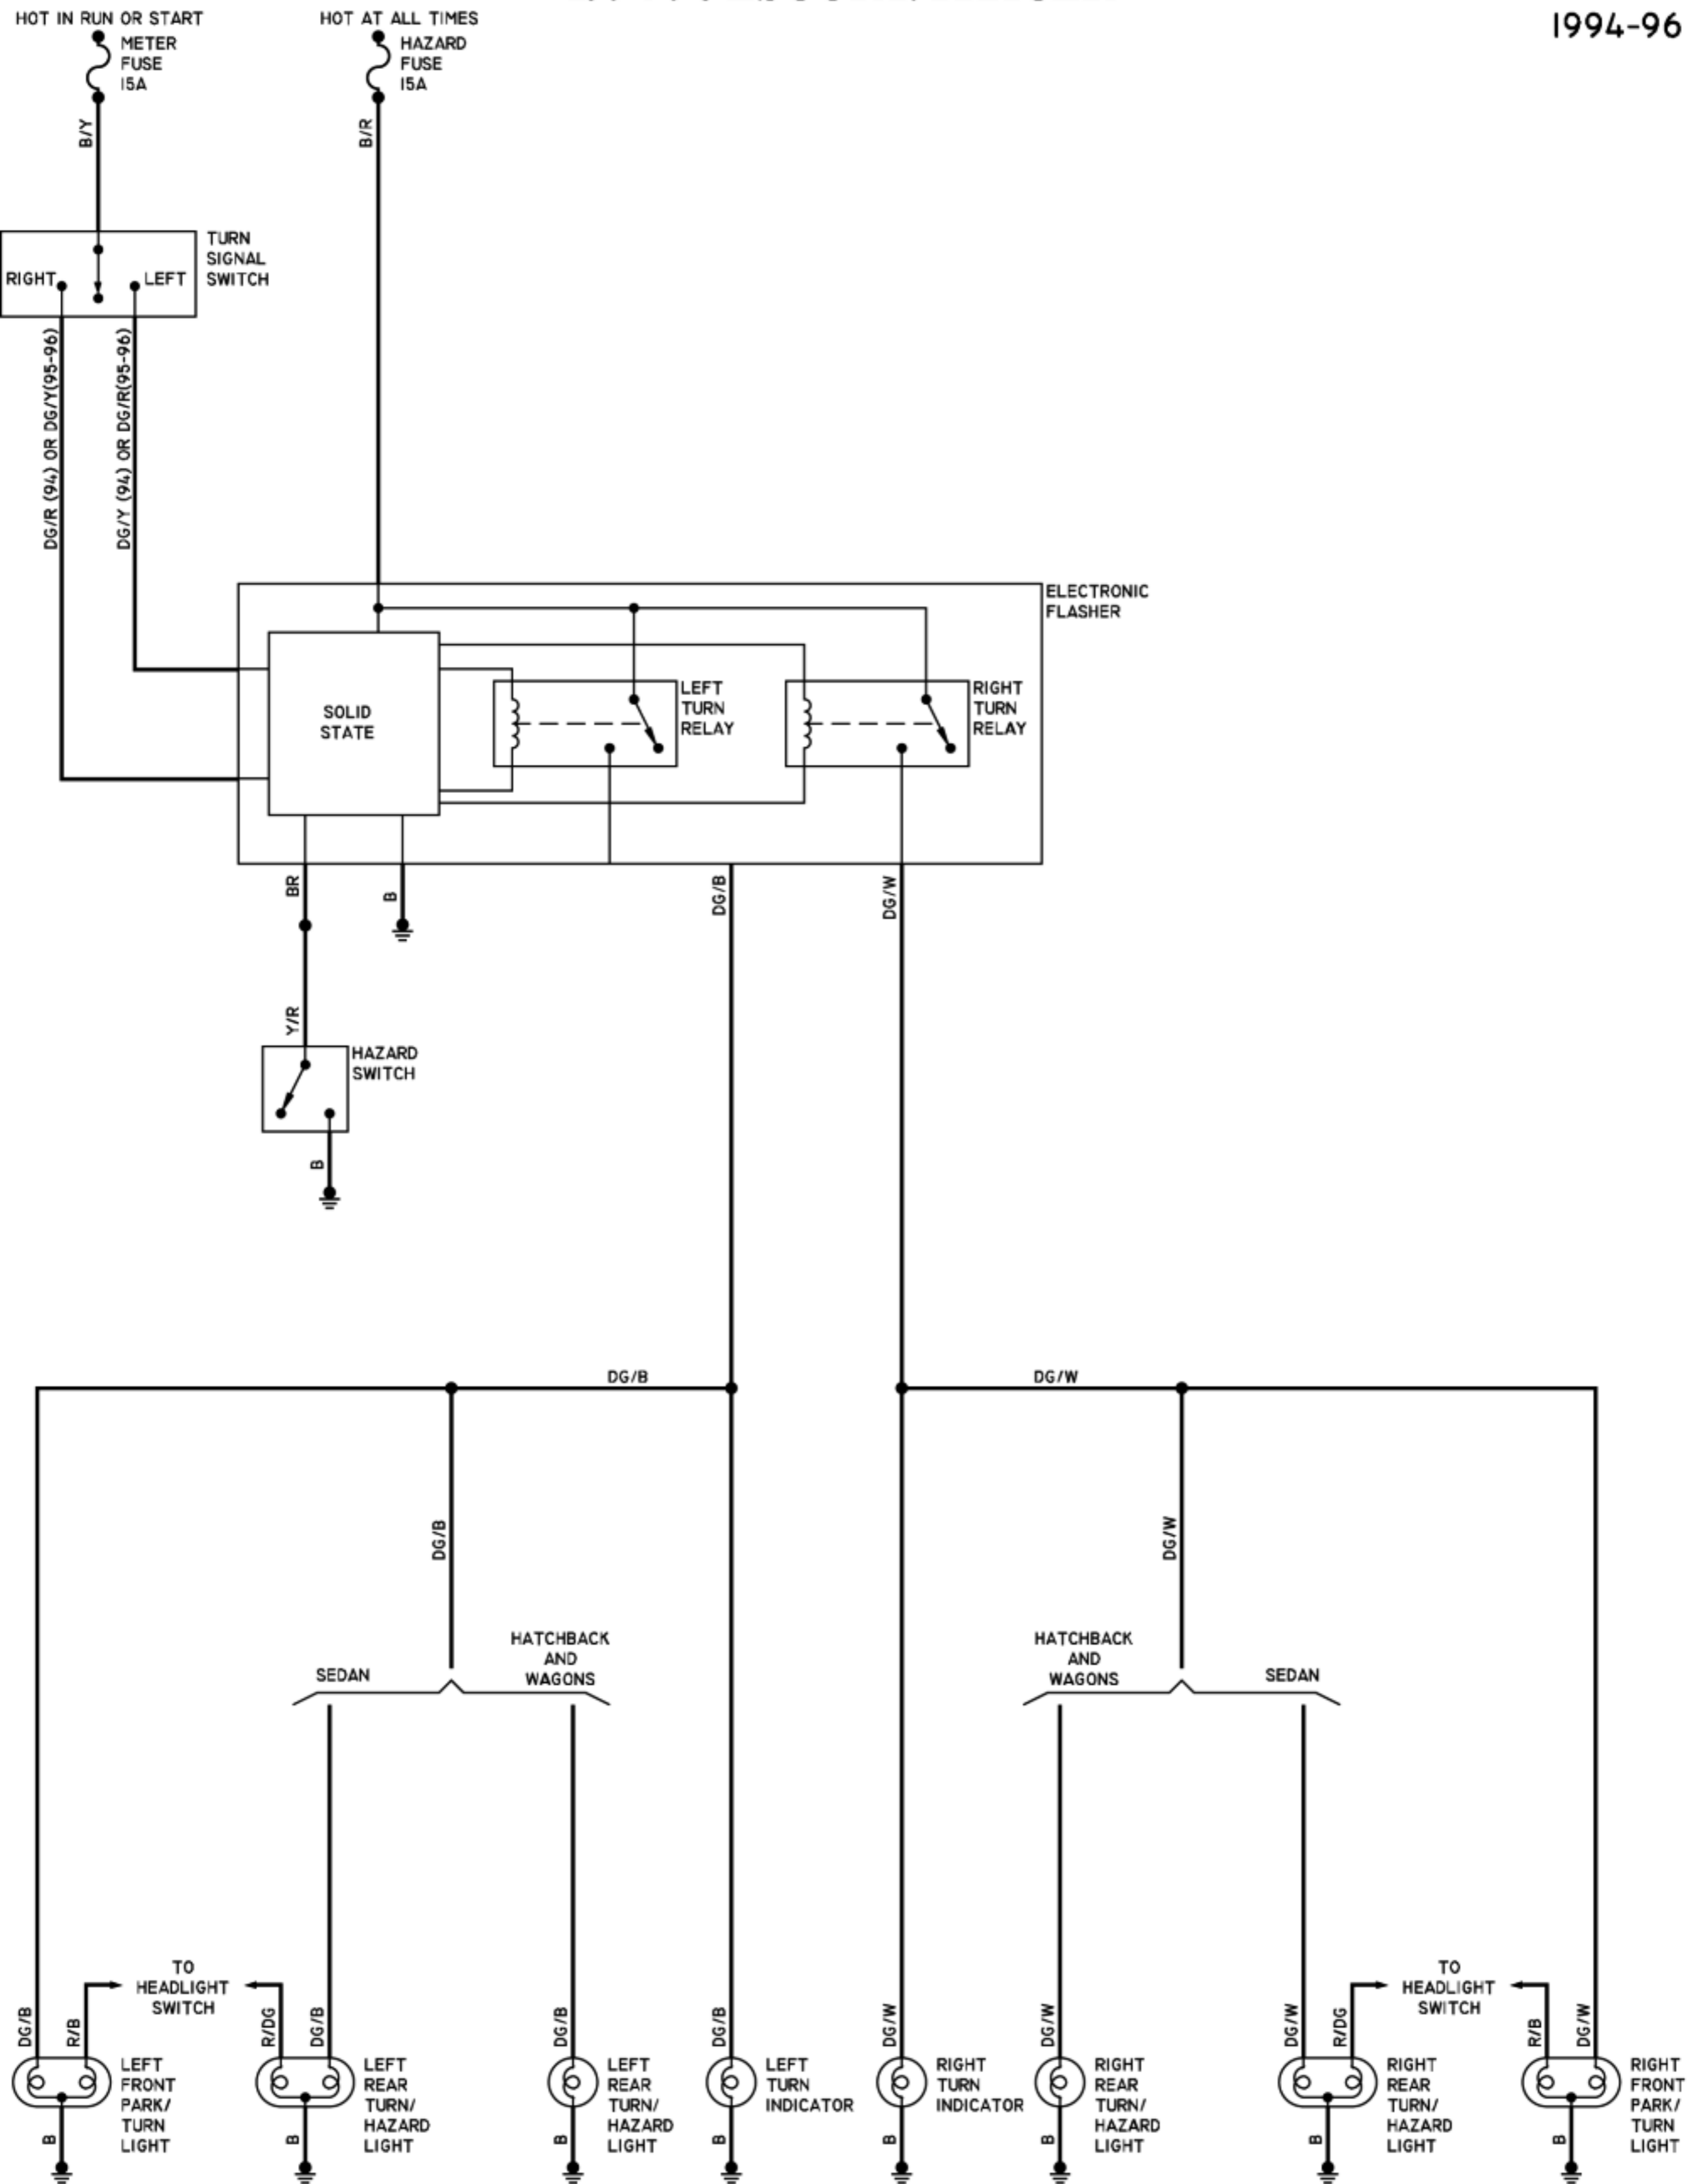 1994-96
HOT IN RUN OR START
METER
FUSE
15A
HOT AT ALL TIMES
HAZARD
FUSE
15A
B/Y
B/R
TURN
SIGNAL
SWITCH
RIGHT
LEFT
DG/R (94) OR DG/Y(95-96)
DG/Y (94) OR DG/R(95-96)
ELECTRONIC
FLASHER
SOLID
STATE
LEFT
TURN
RELAY
RIGHT
TURN
RELAY
BR
B
DG/B
DG/W
Y/R
HAZARD
SWITCH
B
DG/B
DG/W
DG/B
DG/W
SEDAN
HATCHBACK
AND
WAGONS
HATCHBACK
AND
WAGONS
SEDAN
TO
HEADLIGHT
SWITCH
TO
HEADLIGHT
SWITCH
DG/B
R/B
R/DG
DG/B
DG/B
DG/B
DG/W
DG/W
DG/W
R/DG
R/B
DG/W
LEFT
FRONT
PARK/
TURN
LIGHT
LEFT
REAR
TURN/
HAZARD
LIGHT
LEFT
REAR
TURN/
HAZARD
LIGHT
LEFT
TURN
INDICATOR
RIGHT
TURN
INDICATOR
RIGHT
REAR
TURN/
HAZARD
LIGHT
RIGHT
REAR
TURN/
HAZARD
LIGHT
RIGHT
FRONT
PARK/
TURN
LIGHT
B
B
B
B
B
B
B
B